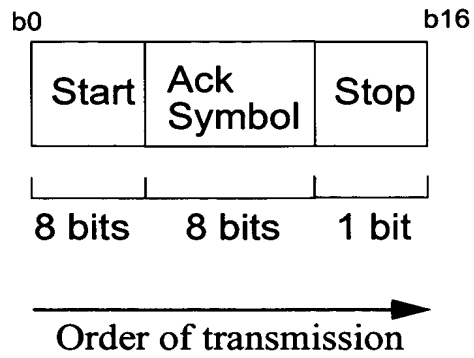 b0 b16
Start Ack Symbol Stop
8 bits 8 bits 1 bit
Order of transmission